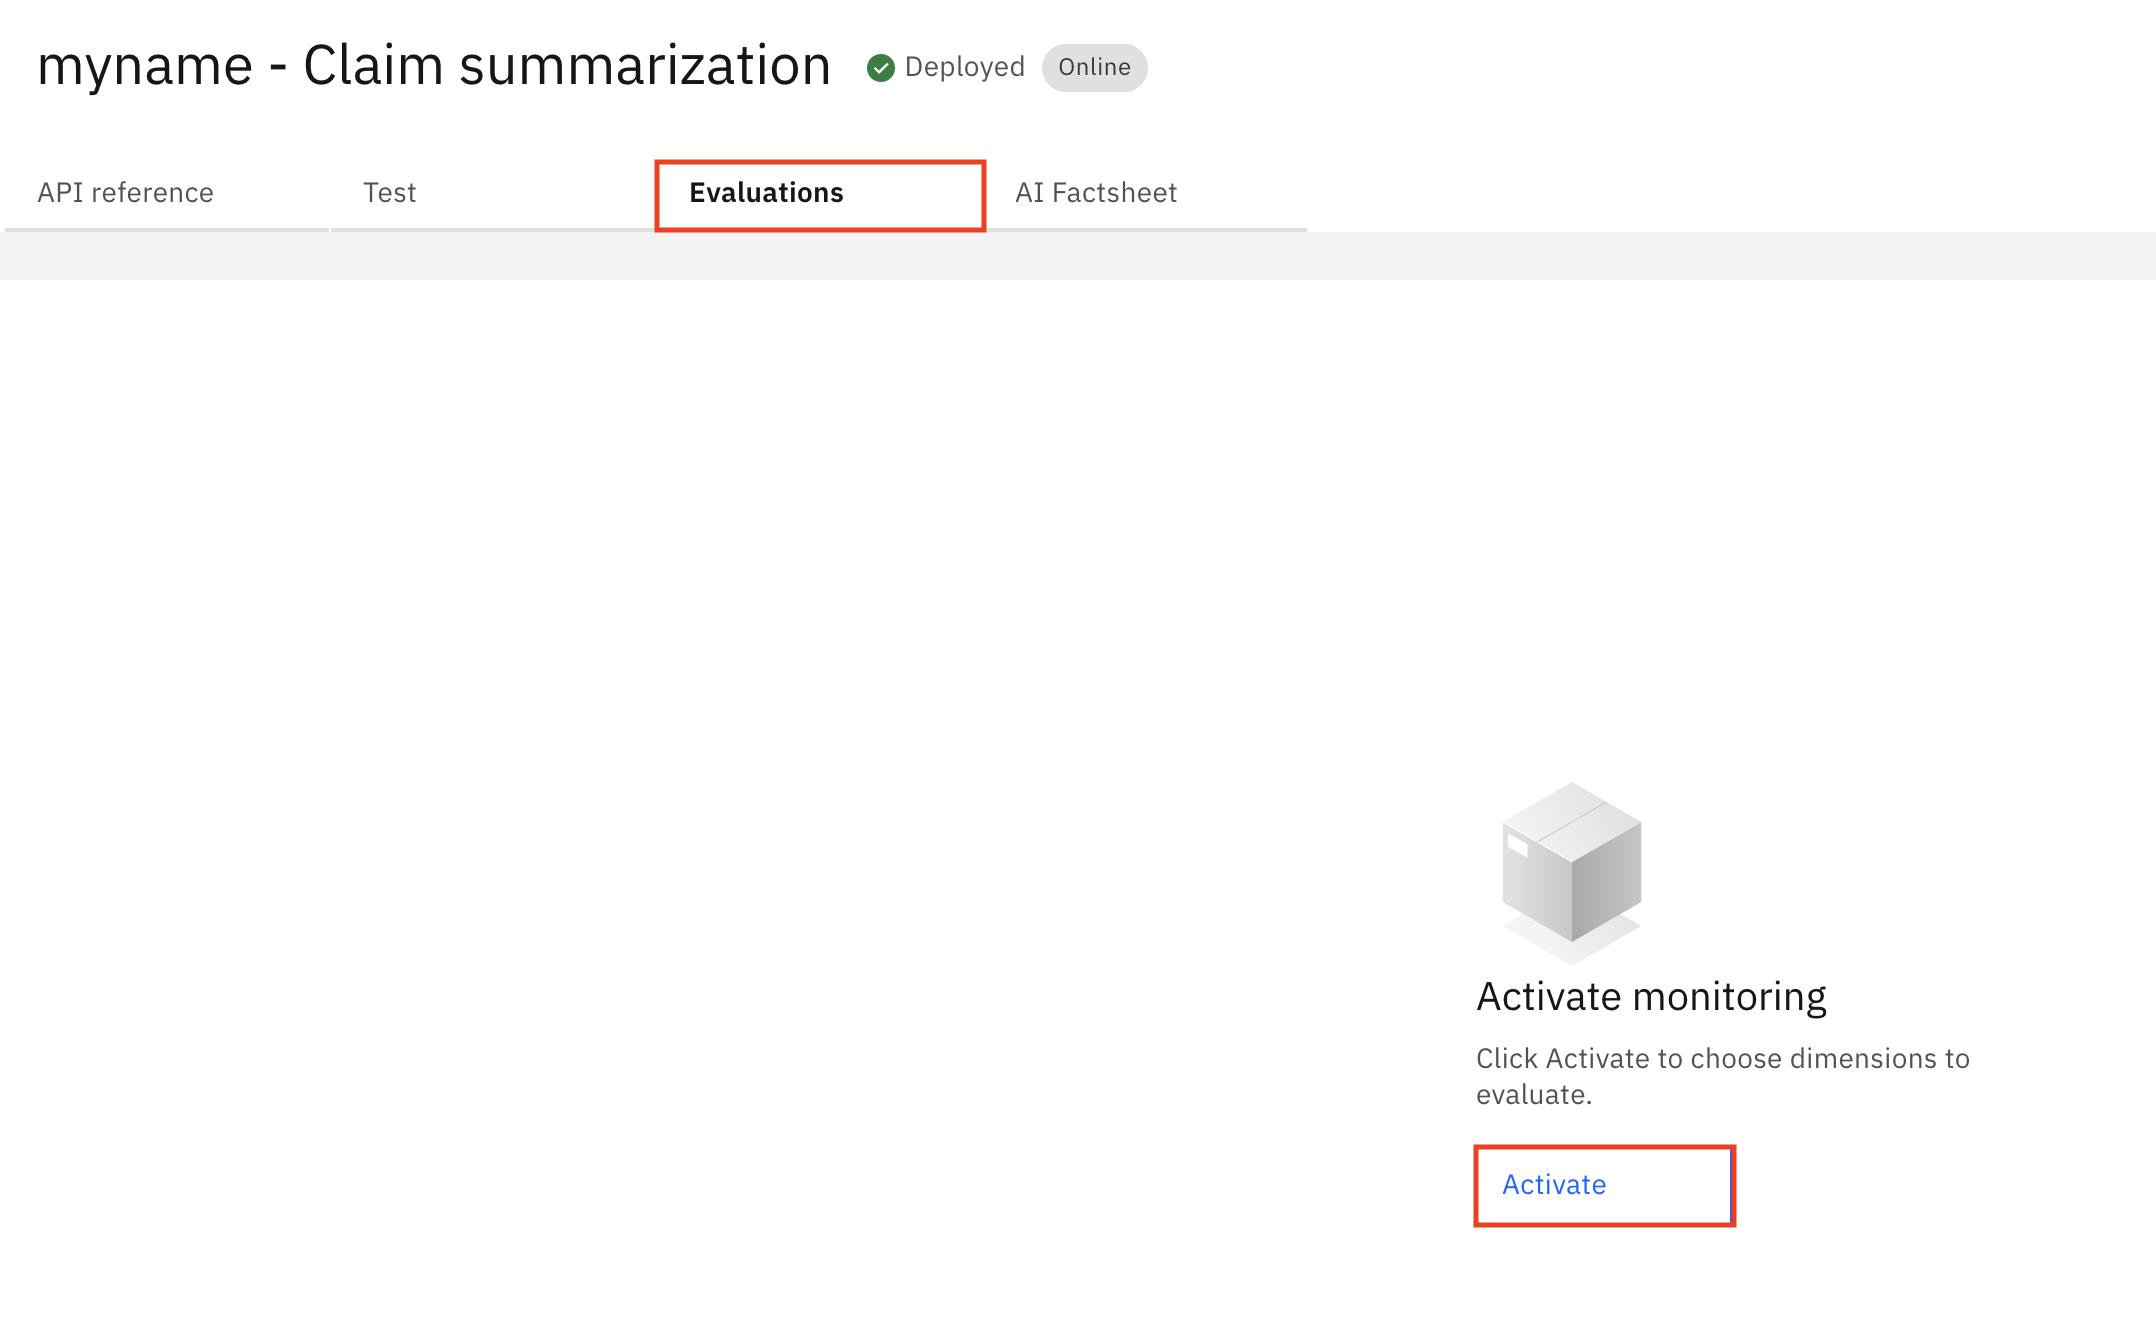 myname - Claim summarization Deployed Online
API reference Test Evaluations AI Factsheet
Activate monitoring
Click Activate to choose dimensions to
evaluate.
Activate